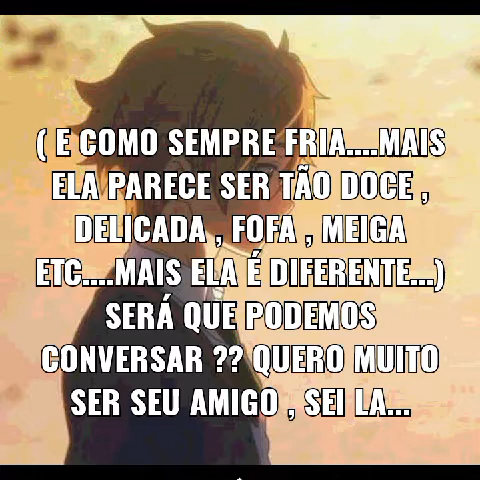 ( E COMO SEMPRE FRIA....MAIS
ELA PARECE SER TÃO DOCE ,
DELICADA , FOFA , MEIGA
ETC....MAIS ELA É DIFERENTE...)
SERÁ QUE PODEMOS
CONVERSAR ?? QUERO MUITO
SER SEU AMIGO , SEI LA...